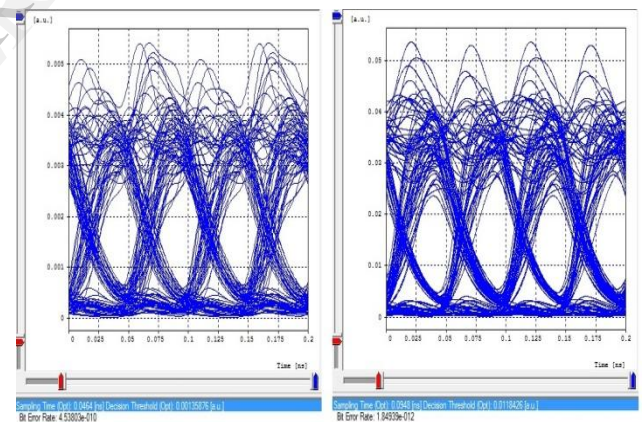 [a.u.]
0.005
0.004
0.003
0.002
0.001
0
0 0.025 0.05 0.075 0.1 0.125 0.15 0.175 0.2
Time [ns]
Sampling Time (Opt): 0.0464 [ns] Decision Threshold (Opt): 0.00135876 [a.u.]
Bit Error Rate: 4.53803e-010
[a.u.]
0.05
0.04
0.03
0.02
0.01
0
0 0.025 0.05 0.075 0.1 0.125 0.15 0.175 0.2
Time [ns]
Sampling Time (Opt): 0.0948 [ns] Decision Threshold (Opt): 0.0118426 [a.u.]
Bit Error Rate: 1.84939e-012